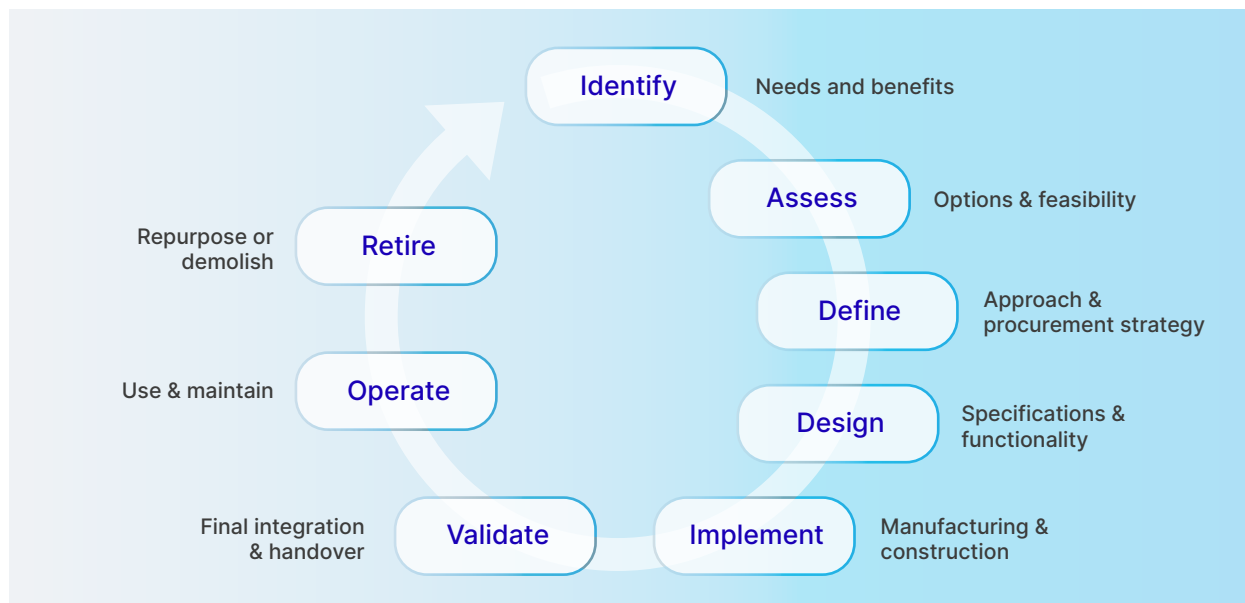 Identify
Needs and benefits
Assess
Options & feasibility
Define
Approach &
procurement strategy
Design
Specifications &
functionality
Implement
Manufacturing &
construction
Validate
Final integration
& handover
Operate
Use & maintain
Retire
Repurpose or
demolish